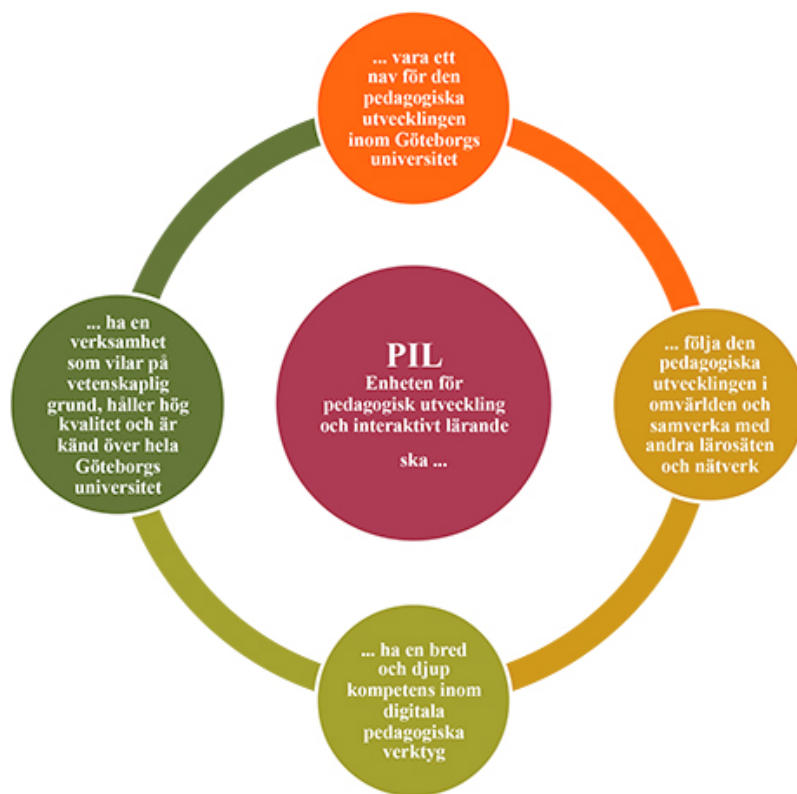 ... vara ett
nav för den
pedagogiska
utvecklingen
inom Göteborgs
universitet
... ha en
verksamhet
som vilar på
vetenskaplig
grund, håller hög
kvalitet och är
känd över hela
Göteborgs
universitet
PIL
Enheten för
pedagogisk utveckling
och interaktivt lärande
ska ...
... följa den
pedagogiska
utvecklingen i
omvärlden och
samverka med
andra lärosäten
och nätverk
... ha en bred
och djup
kompetens inom
digitala
pedagogiska
verktyg